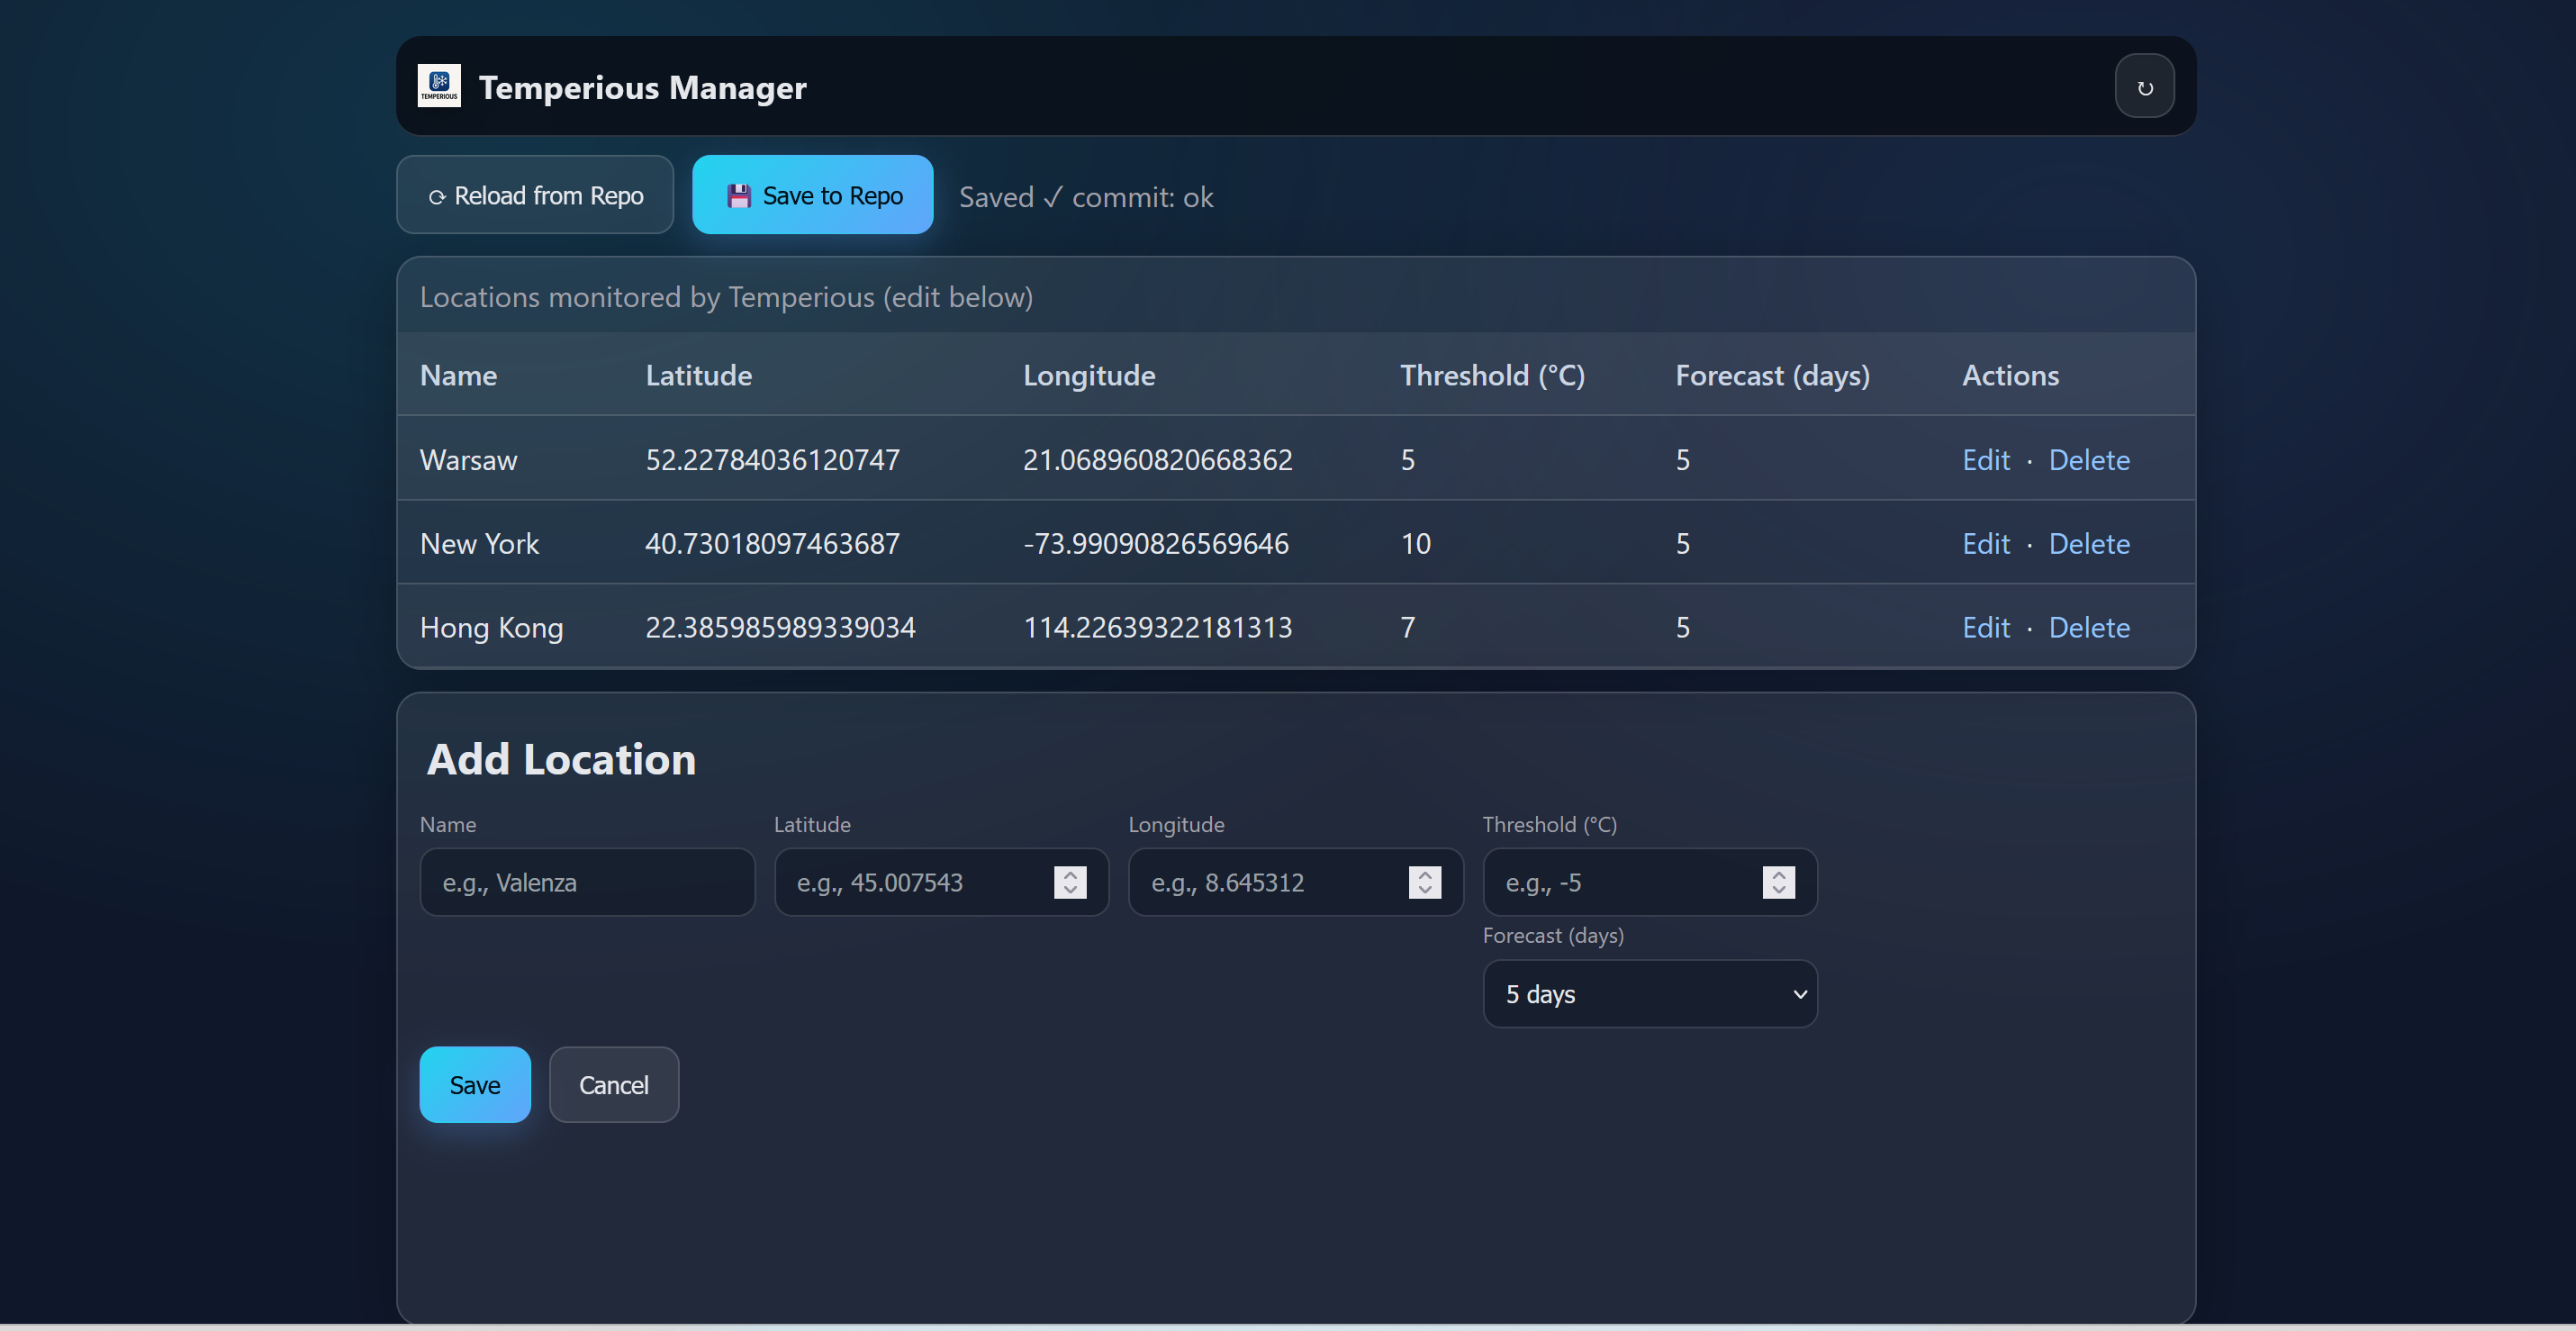 TEMPERIOUS
Temperious Manager
↻
⟳ Reload from Repo
💾 Save to Repo
Saved ✓ commit: ok
Locations monitored by Temperious (edit below)
Name Latitude Longitude Threshold (°C) Forecast (days) Actions
Warsaw 52.22784036120747 21.068960820668362 5 5 Edit · Delete
New York 40.73018097463687 -73.99090826569646 10 5 Edit · Delete
Hong Kong 22.385985989339034 114.22639322181313 7 5 Edit · Delete
Add Location
Name Latitude Longitude Threshold (°C)
e.g., Valenza e.g., 45.007543 e.g., 8.645312 e.g., -5
Forecast (days)
5 days
Save Cancel